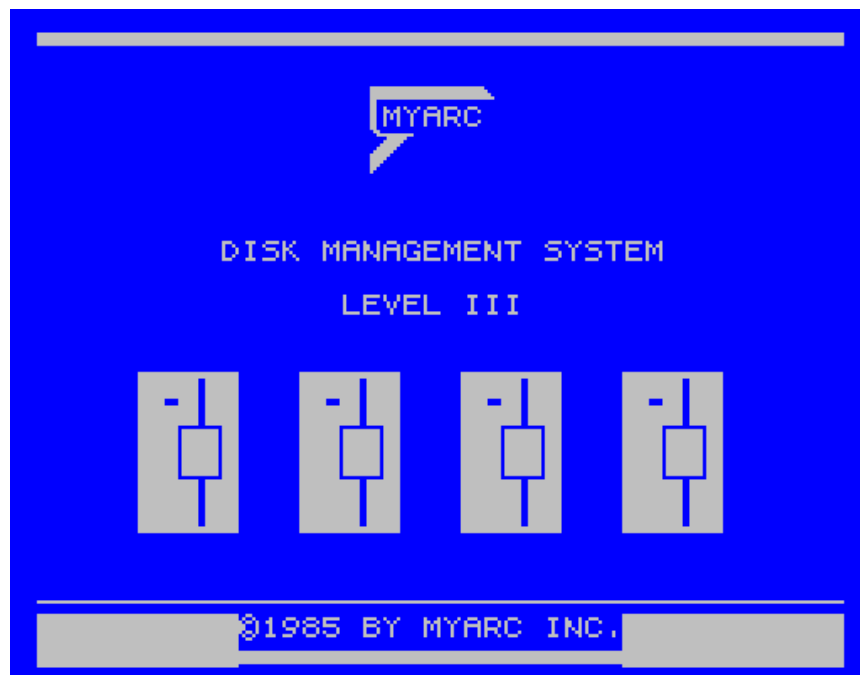 MYARC
DISK MANAGEMENT SYSTEM
LEVEL III
©1985 BY MYARC INC.